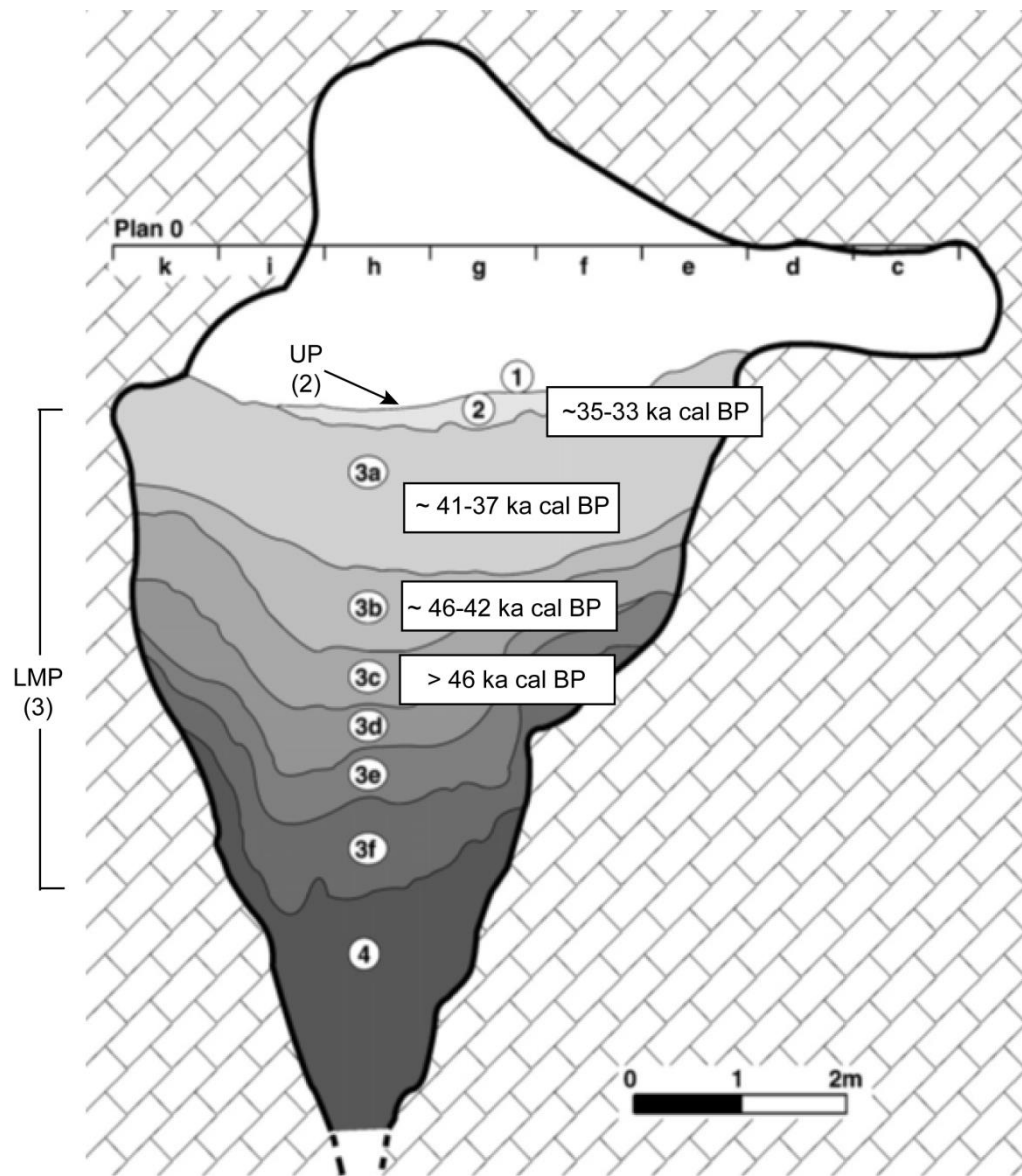 Plan 0
k i h g f e d c
UP
(2)
1
2
~35-33 ka cal BP
3a
~ 41-37 ka cal BP
3b
~ 46-42 ka cal BP
LMP
(3)
3c
> 46 ka cal BP
3d
3e
3f
4
0 1 2m